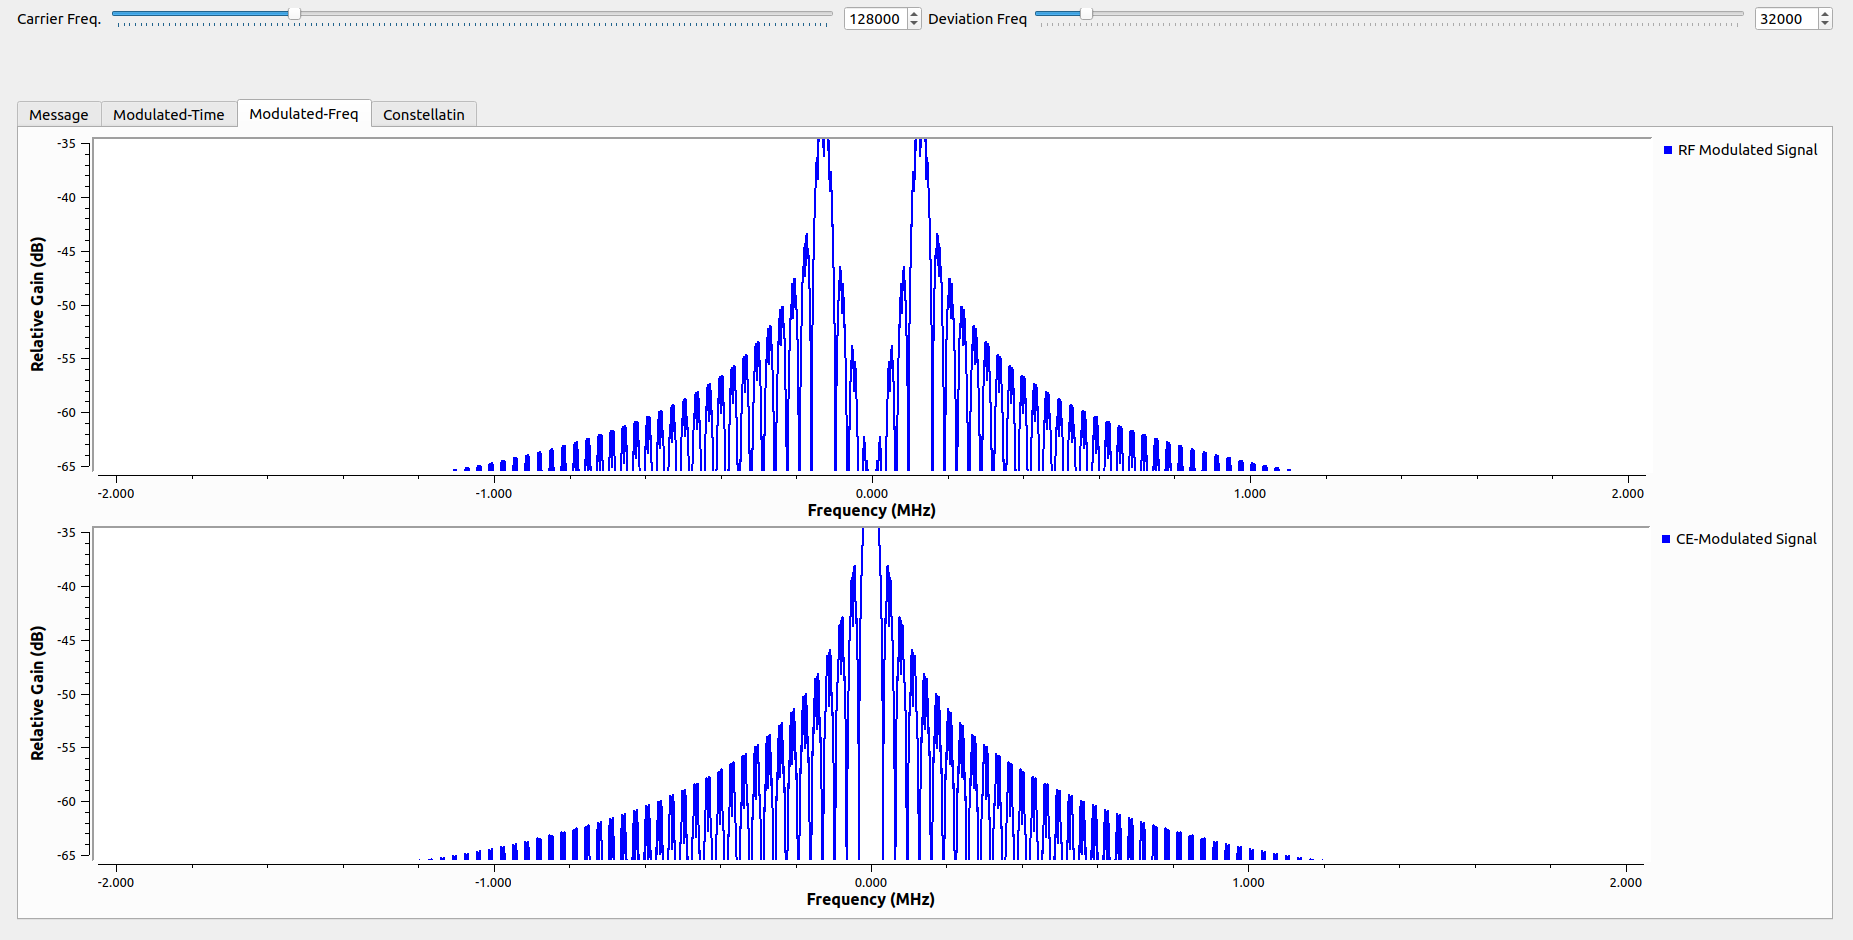 Carrier Freq. 128000 Deviation Freq 32000
Message Modulated-Time Modulated-Freq Constellatin
RF Modulated Signal
Relative Gain (dB)
-35
-40
-45
-50
-55
-60
-65
-2.000 -1.000 0.000 1.000 2.000
Frequency (MHz)
CE-Modulated Signal
Relative Gain (dB)
-35
-40
-45
-50
-55
-60
-65
-2.000 -1.000 0.000 1.000 2.000
Frequency (MHz)